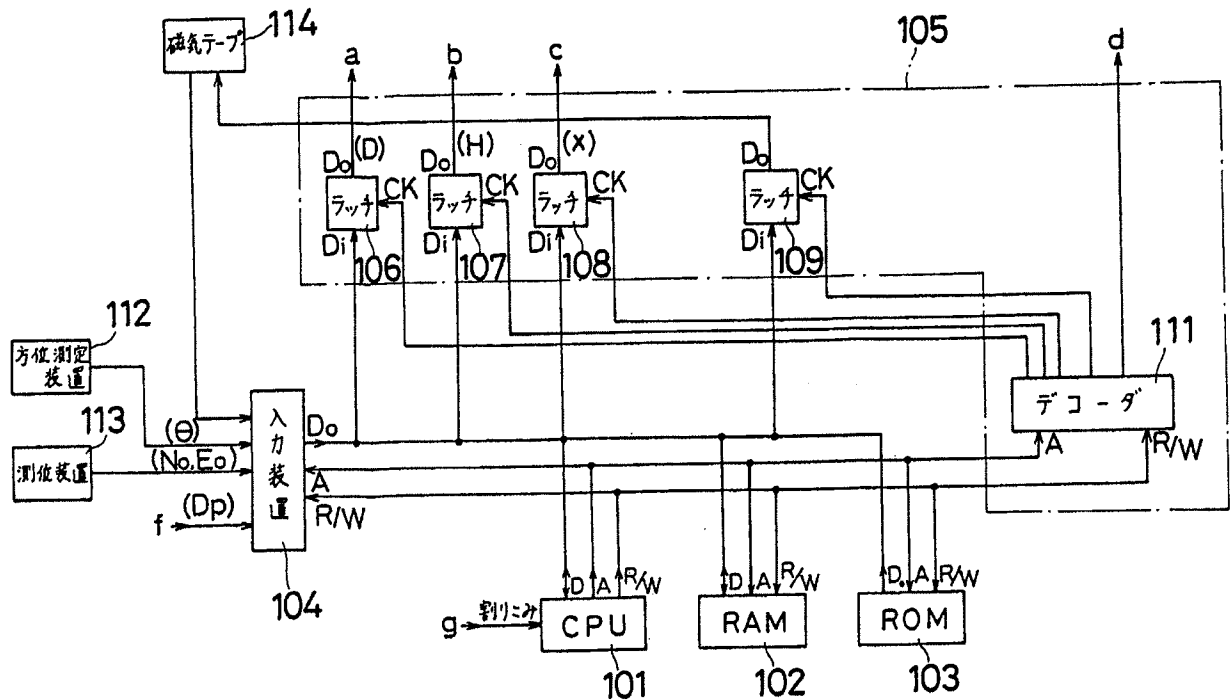 磁気テープ
114
a
b
c
105
d
Do (D)
Do (H)
Do (X)
Do
ラッチ
CK
ラッチ
CK
ラッチ
CK
ラッチ
CK
Di
106
Di
107
Di
108
Di
109
112
方位測定
装置
113
測位装置
(θ)
(No.Eo)
f
(Dp)
入力装置
104
Do
A
R/W
111
デコーダ
A
R/W
g
割りこみ
D
A
R/W
CPU
101
D
A
R/W
RAM
102
Do
A
R/W
ROM
103